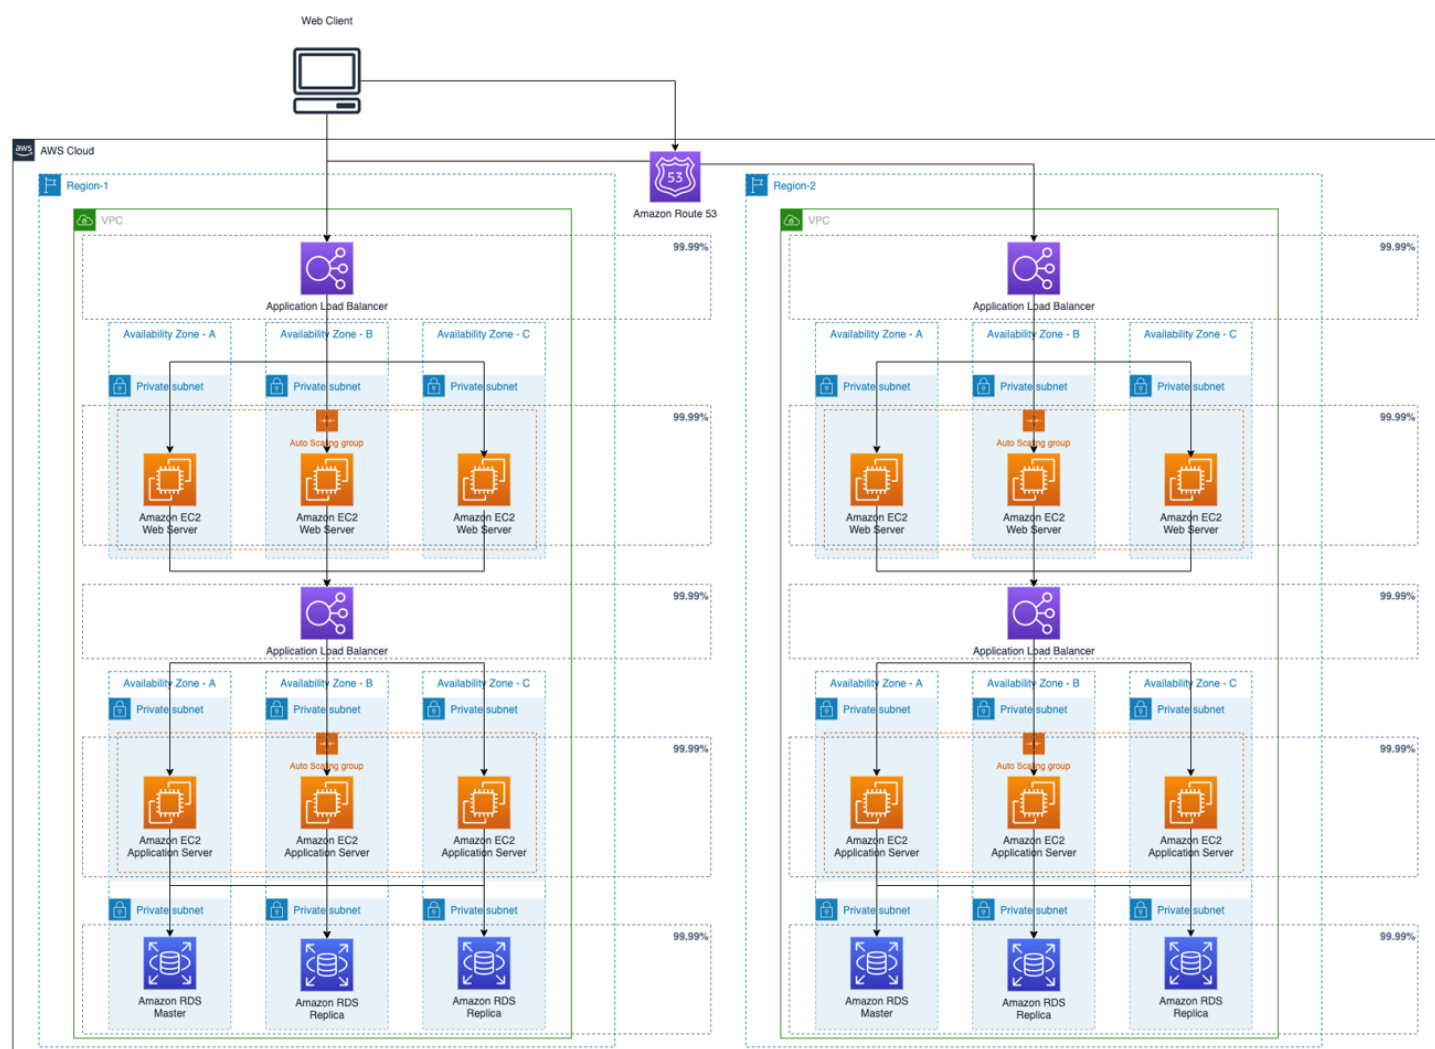 Web Client
aws AWS Cloud
53
Amazon Route 53
Region-1
Region-2
VPC
VPC
99.99%
99.99%
Application Load Balancer
Application Load Balancer
Availability Zone - A
Availability Zone - B
Availability Zone - C
Availability Zone - A
Availability Zone - B
Availability Zone - C
Private subnet
Private subnet
Private subnet
Private subnet
Private subnet
Private subnet
99.99%
99.99%
Auto Scaling group
Auto Scaling group
Amazon EC2
Web Server
Amazon EC2
Web Server
Amazon EC2
Web Server
Amazon EC2
Web Server
Amazon EC2
Web Server
Amazon EC2
Web Server
99.99%
99.99%
Application Load Balancer
Application Load Balancer
Availability Zone - A
Availability Zone - B
Availability Zone - C
Availability Zone - A
Availability Zone - B
Availability Zone - C
Private subnet
Private subnet
Private subnet
Private subnet
Private subnet
Private subnet
99.99%
99.99%
Auto Scaling group
Auto Scaling group
Amazon EC2
Application Server
Amazon EC2
Application Server
Amazon EC2
Application Server
Amazon EC2
Application Server
Amazon EC2
Application Server
Amazon EC2
Application Server
Private subnet
Private subnet
Private subnet
Private subnet
Private subnet
Private subnet
99.99%
99.99%
Amazon RDS
Master
Amazon RDS
Replica
Amazon RDS
Replica
Amazon RDS
Master
Amazon RDS
Replica
Amazon RDS
Replica